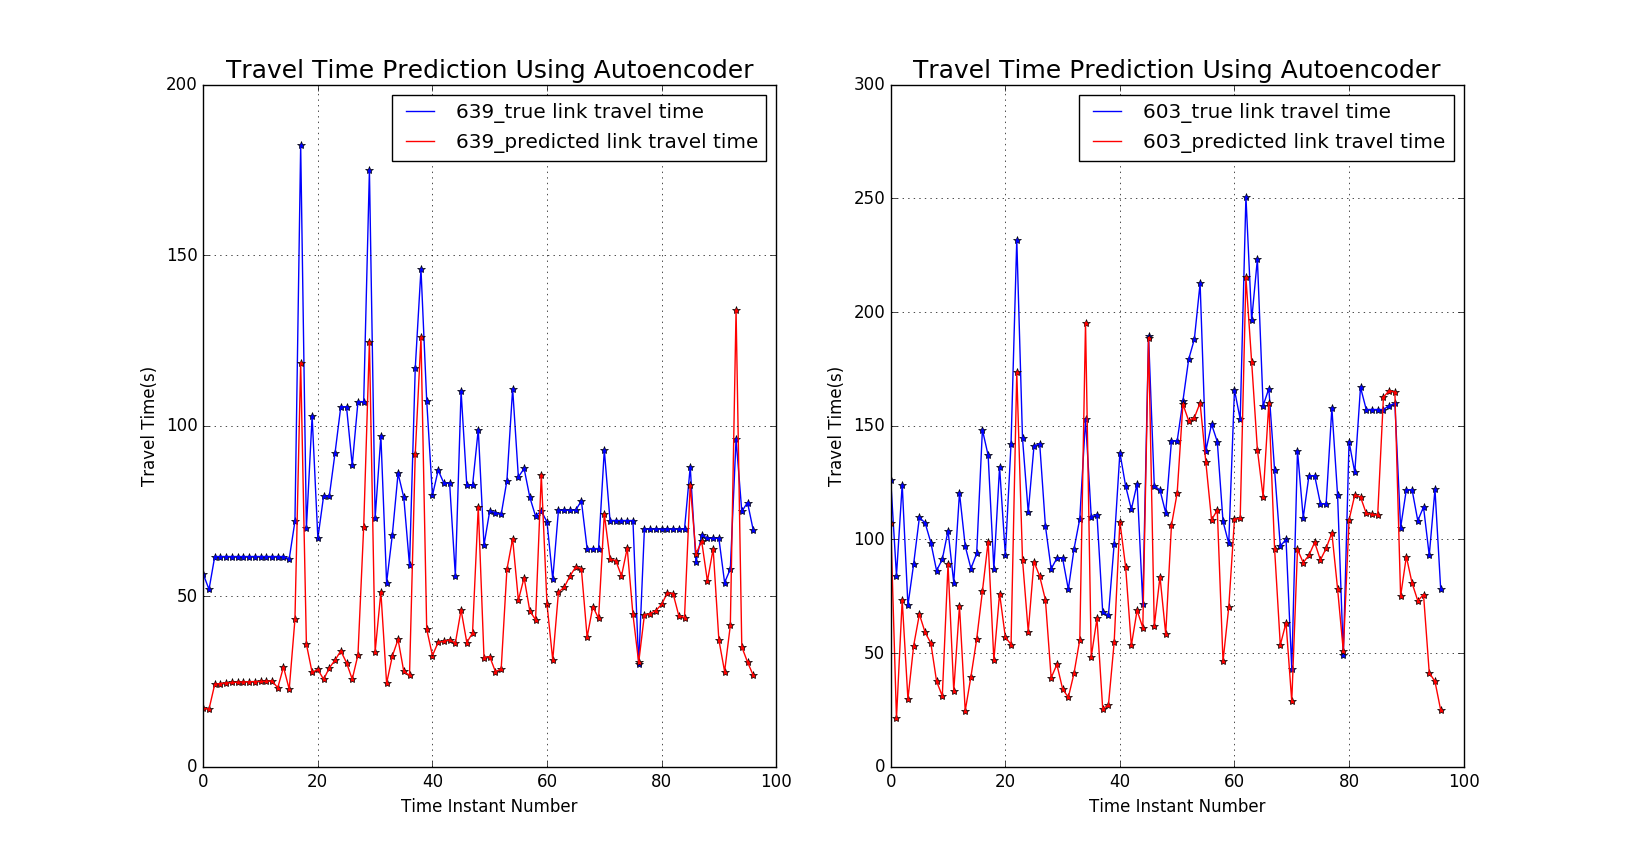 Travel Time Prediction Using Autoencoder
639_true link travel time
639_predicted link travel time
200
150
100
50
0
Travel Time(s)
0 20 40 60 80 100
Time Instant Number
Travel Time Prediction Using Autoencoder
603_true link travel time
603_predicted link travel time
300
250
200
150
100
50
0
Travel Time(s)
0 20 40 60 80 100
Time Instant Number